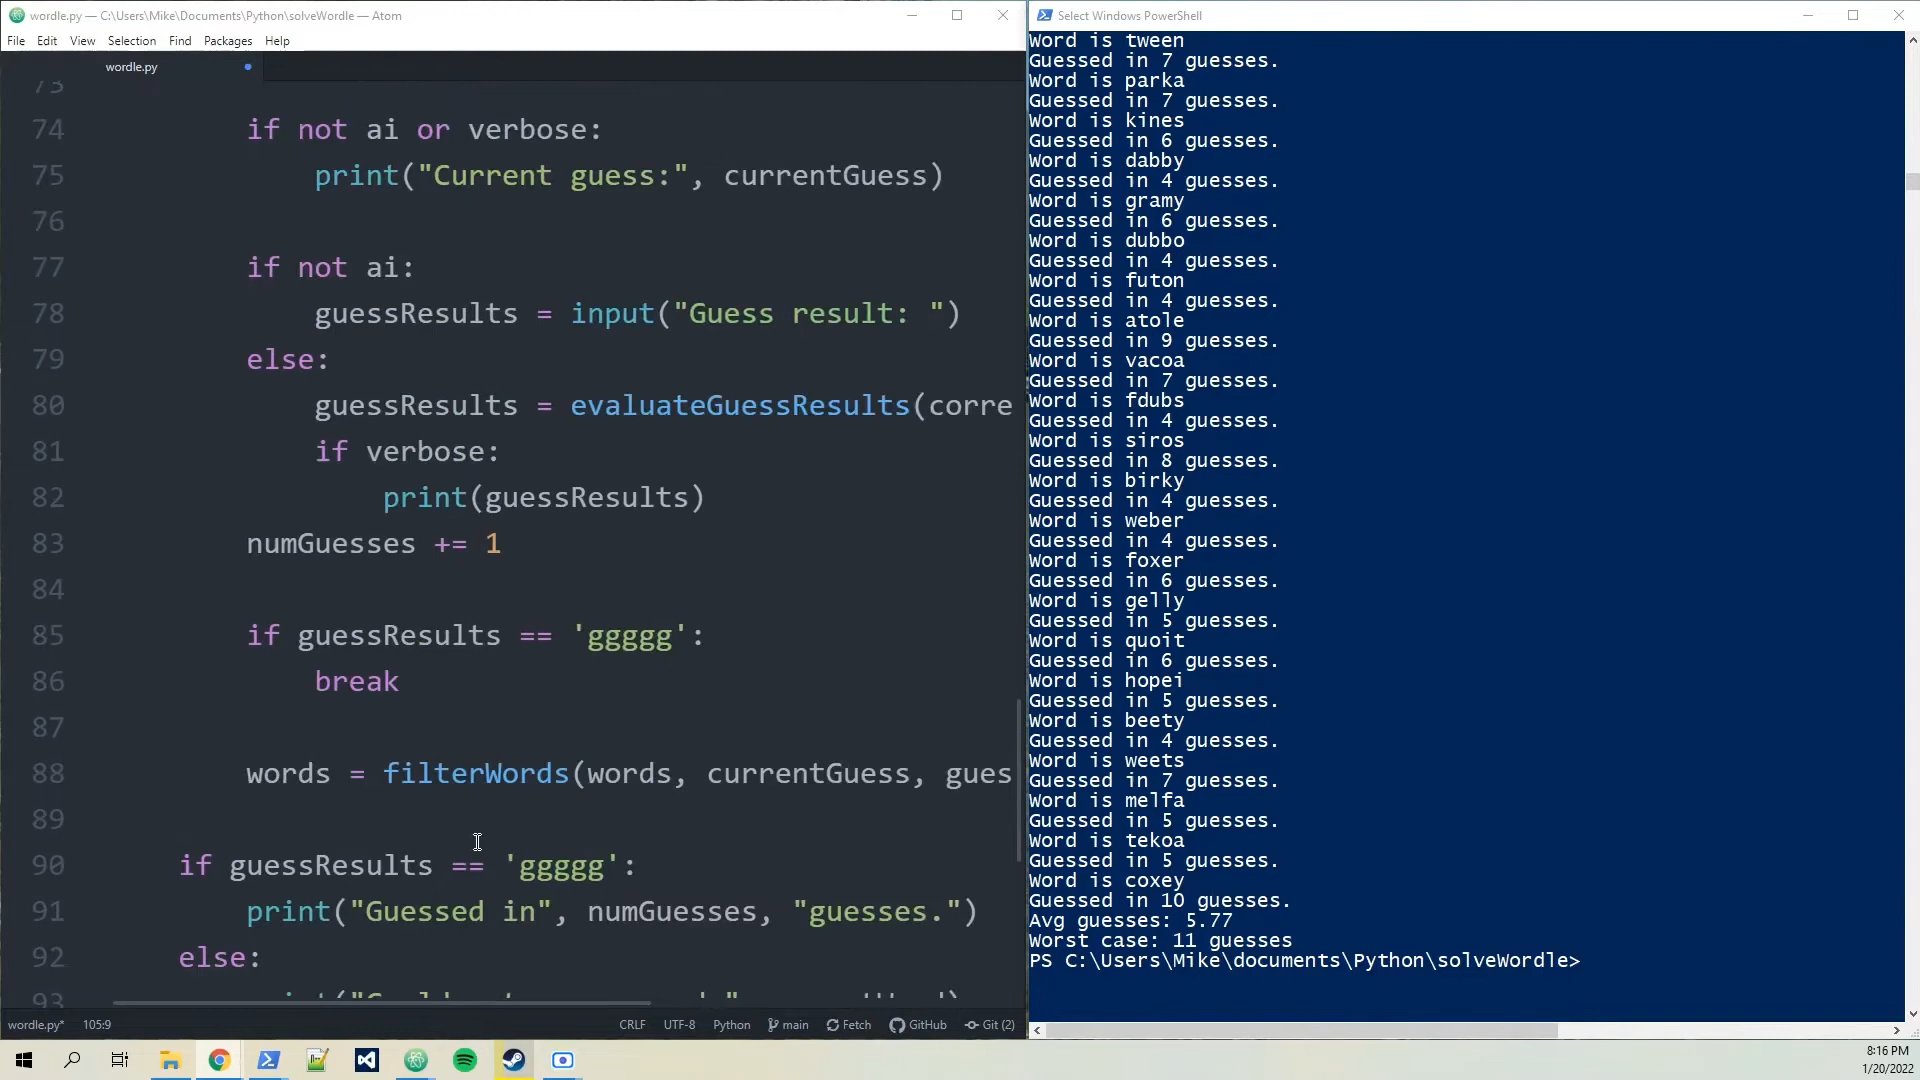 wordle.py — C:\Users\Mike\Documents\Python\solveWordle — Atom
File Edit View Selection Find Packages Help
wordle.py
73
74 if not ai or verbose:
75 print("Current guess:", currentGuess)
76
77 if not ai:
78 guessResults = input("Guess result: ")
79 else:
80 guessResults = evaluateGuessResults(corre
81 if verbose:
82 print(guessResults)
83 numGuesses += 1
84
85 if guessResults == 'ggggg':
86 break
87
88 words = filterWords(words, currentGuess, gues
89
90 if guessResults == 'ggggg':
91 print("Guessed in", numGuesses, "guesses.")
92 else:
93
wordle.py* 105:9 CRLF UTF-8 Python main Fetch GitHub Git (2)
Select Windows PowerShell
Word is tween
Guessed in 7 guesses.
Word is parka
Guessed in 7 guesses.
Word is kines
Guessed in 6 guesses.
Word is dabby
Guessed in 4 guesses.
Word is gramy
Guessed in 6 guesses.
Word is dubbo
Guessed in 4 guesses.
Word is futon
Guessed in 4 guesses.
Word is atole
Guessed in 9 guesses.
Word is vacoa
Guessed in 7 guesses.
Word is fdubs
Guessed in 4 guesses.
Word is siros
Guessed in 8 guesses.
Word is birky
Guessed in 4 guesses.
Word is weber
Guessed in 4 guesses.
Word is foxer
Guessed in 6 guesses.
Word is gelly
Guessed in 5 guesses.
Word is quoit
Guessed in 6 guesses.
Word is hopei
Guessed in 5 guesses.
Word is beety
Guessed in 4 guesses.
Word is weets
Guessed in 7 guesses.
Word is melfa
Guessed in 5 guesses.
Word is tekoa
Guessed in 5 guesses.
Word is coxey
Guessed in 10 guesses.
Avg guesses: 5.77
Worst case: 11 guesses
PS C:\Users\Mike\documents\Python\solveWordle>
8:16 PM
1/20/2022